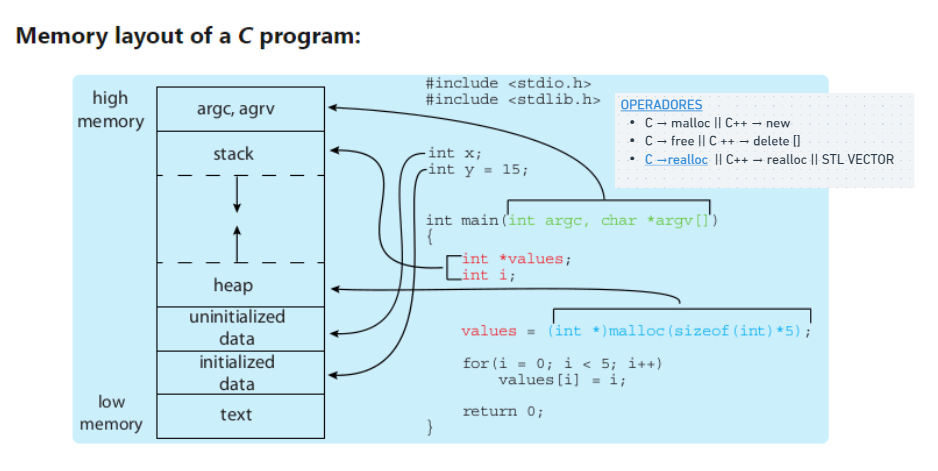 Memory layout of a C program:
high
memory
argc, agrv
stack
heap
uninitialized
data
initialized
data
low
memory
text
#include <stdio.h>
#include <stdlib.h>
int x;
int y = 15;
int main(int argc, char *argv[])
{
int *values;
int i;
values = (int *)malloc(sizeof(int)*5);
for(i = 0; i < 5; i++)
values[i] = i;
return 0;
}
OPERADORES
• C → malloc || C++ → new
• C → free || C ++ → delete []
• C →realloc || C++ → realloc || STL VECTOR